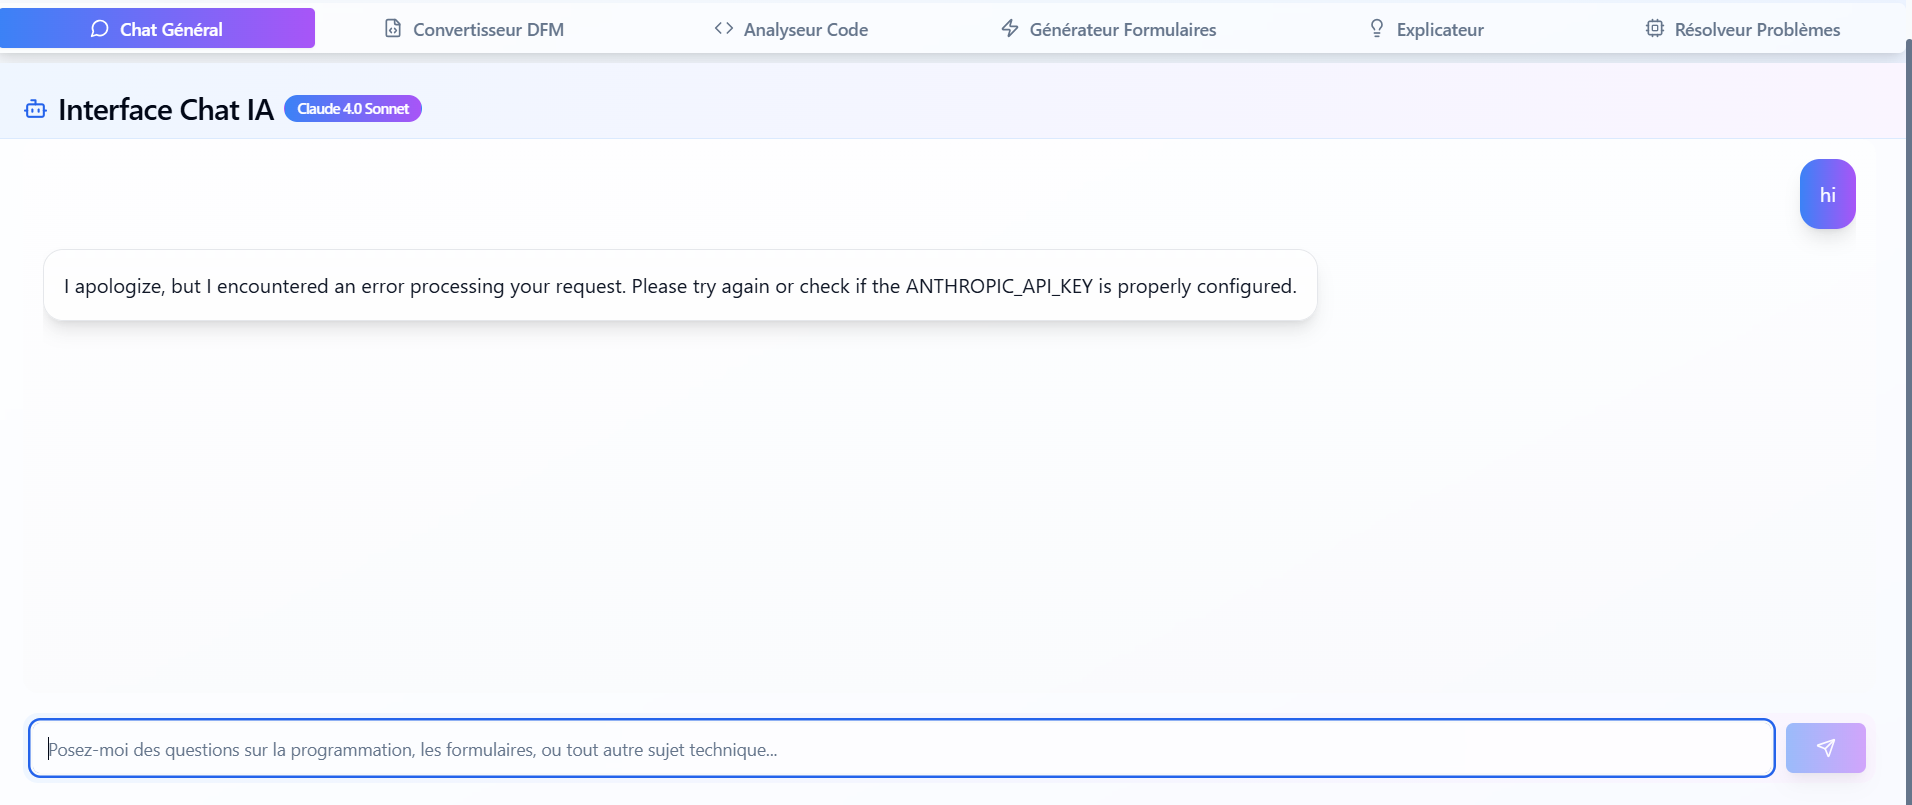 Chat Général
Convertisseur DFM
Analyseur Code
Générateur Formulaires
Explicateur
Résolveur Problèmes
Interface Chat IA
Claude 4.0 Sonnet
hi
I apologize, but I encountered an error processing your request. Please try again or check if the ANTHROPIC_API_KEY is properly configured.
Posez-moi des questions sur la programmation, les formulaires, ou tout autre sujet technique...